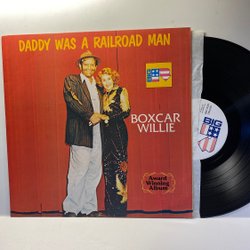 DADDY WAS A RAILROAD MAN
BOXCAR
WILLIE
Award
Winning
Album
BIG